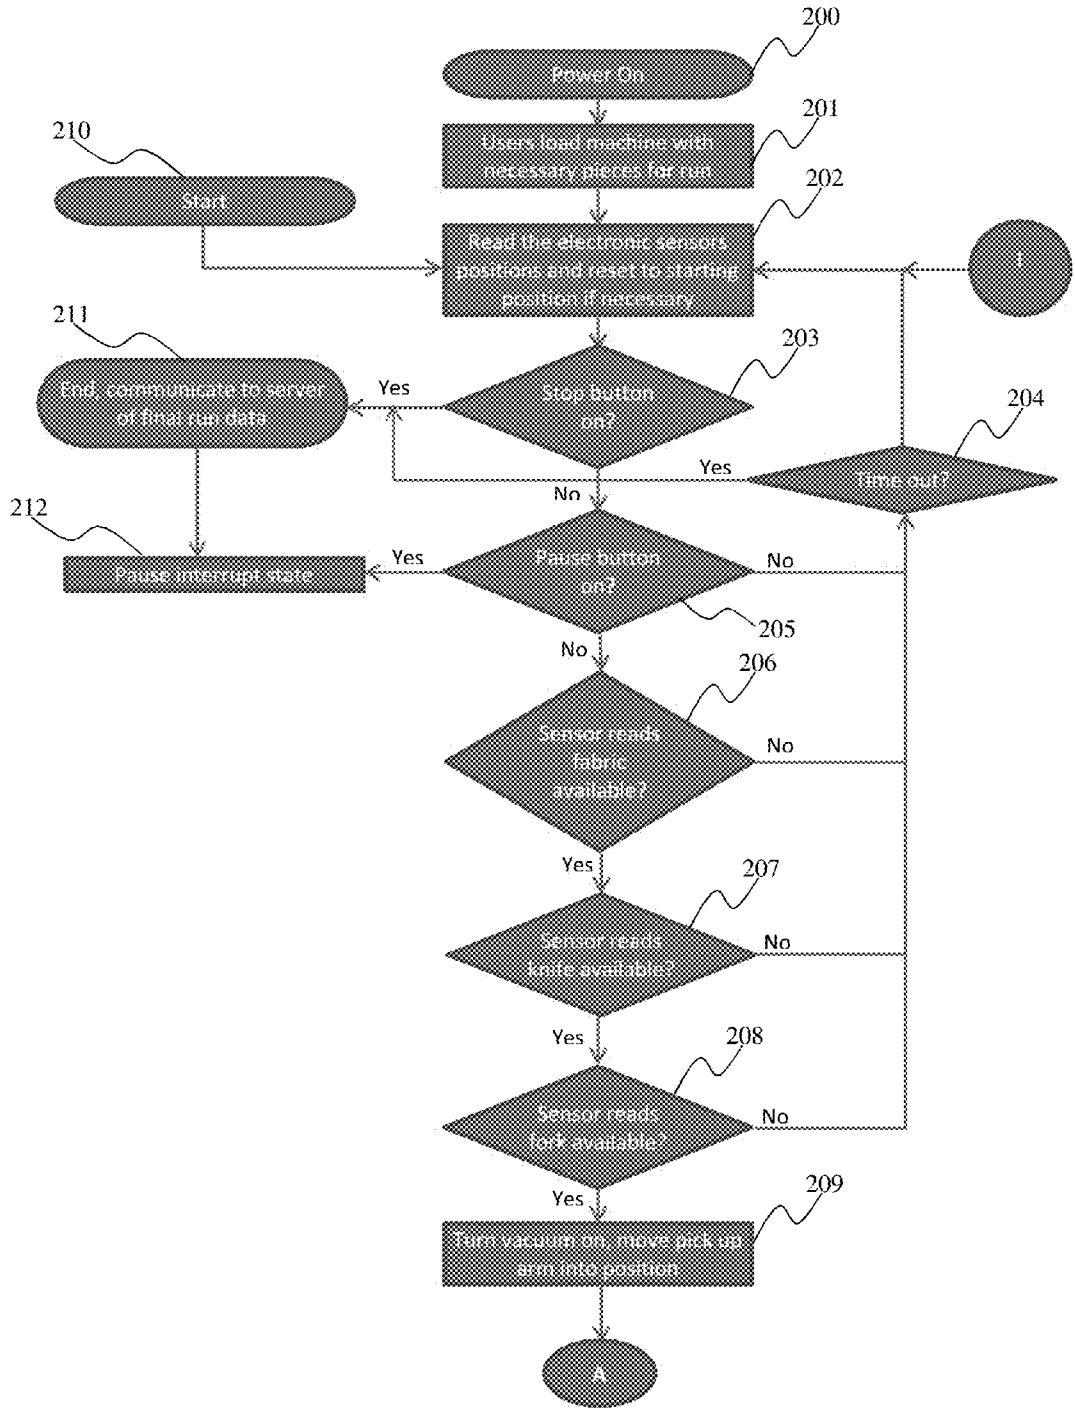 200
Power On
201
Users load machine with
necessary pieces for run
210
Start
202
Read the electronic sensors
positions and reset to starting
position if necessary
211
End, communicate to server
of final run data
203
Stop button
on?
Yes
No
204
Time out?
Yes
212
Pause interrupt state
Yes
Pause button
on?
No
205
No
206
Sensor reads
fabric
available?
No
Yes
207
Sensor reads
knife available?
No
Yes
208
Sensor reads
fork available?
No
Yes
209
Turn vacuum on, move pick up
arm into position
A